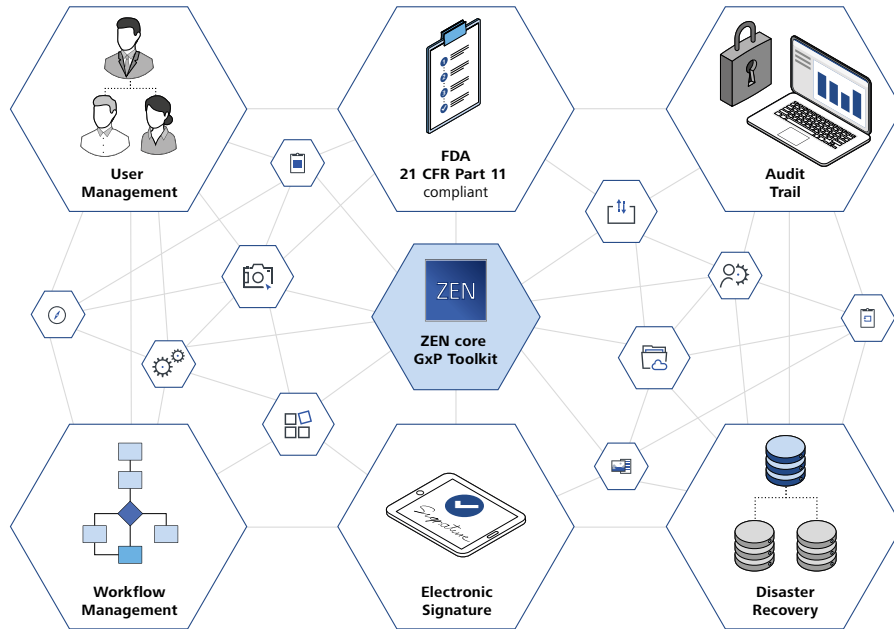 User
Management
FDA
21 CFR Part 11
compliant
Audit
Trail
ZEN
ZEN core
GxP Toolkit
Workflow
Management
Signature
Electronic
Signature
Disaster
Recovery